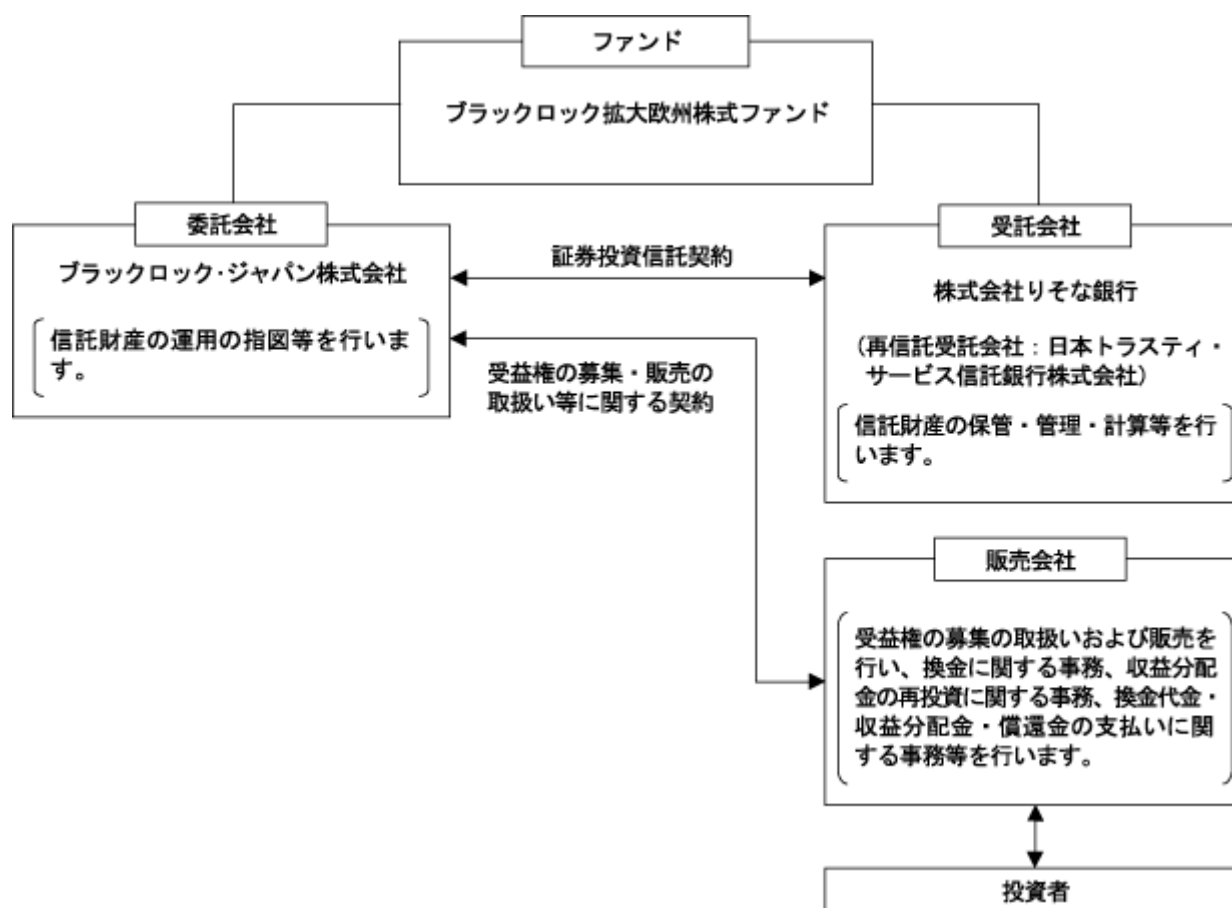 ファンド
ブラックロック拡大欧州株式ファンド
委託会社
ブラックロック・ジャパン株式会社
信託財産の運用の指図等を行いま
す。
証券投資信託契約
受益権の募集・販売の
取扱い等に関する契約
受託会社
株式会社りそな銀行
(再信託受託会社:日本トラスティ・
サービス信託銀行株式会社)
信託財産の保管・管理・計算等を行
います。
販売会社
受益権の募集の取扱いおよび販売を
行い、換金に関する事務、収益分配
金の再投資に関する事務、換金代金・
収益分配金・償還金の支払いに関
する事務等を行います。
投資者